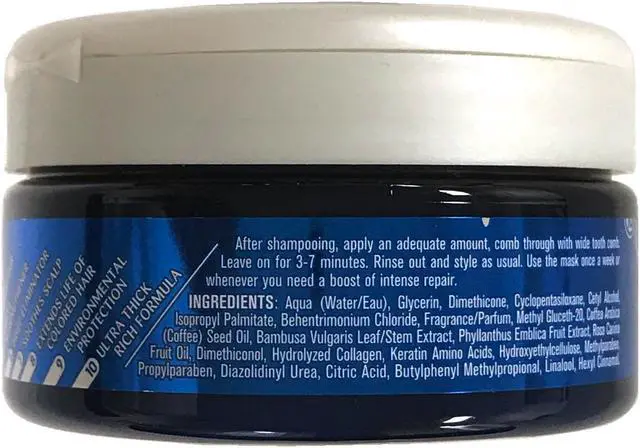 After shampooing, apply an adequate amount, comb through with wide tooth comb.
Leave on for 3-7 minutes. Rinse out and style as usual. Use the mask once a week or
whenever you need a boost of intense repair.
INGREDIENTS: Aqua (Water/Eau), Glycerin, Dimethicone, Cyclopentasiloxane, Cetyl Alcohol,
Isopropyl Palmitate, Behentrimonium Chloride, Fragrance/Parfum, Methyl Gluceth-20, Coffea Arabica
(Coffee) Seed Oil, Bambusa Vulgaris Leaf/Stem Extract, Phyllanthus Emblica Fruit Extract, Rosa Canina
Fruit Oil, Dimethiconol, Hydrolyzed Collagen, Keratin Amino Acids, Hydroxyethylcellulose, Methylparaben,
Propylparaben, Diazolidinyl Urea, Citric Acid, Butylphenyl Methylpropional, Linalool, Hexyl Cinnamal.
ELIMINATOR
SOOTHES SCALP
8 EXTENDS LIFE OF
COLORED HAIR
9 ENVIRONMENTAL
PROTECTION
10 ULTRA THICK
RICH FORMULA